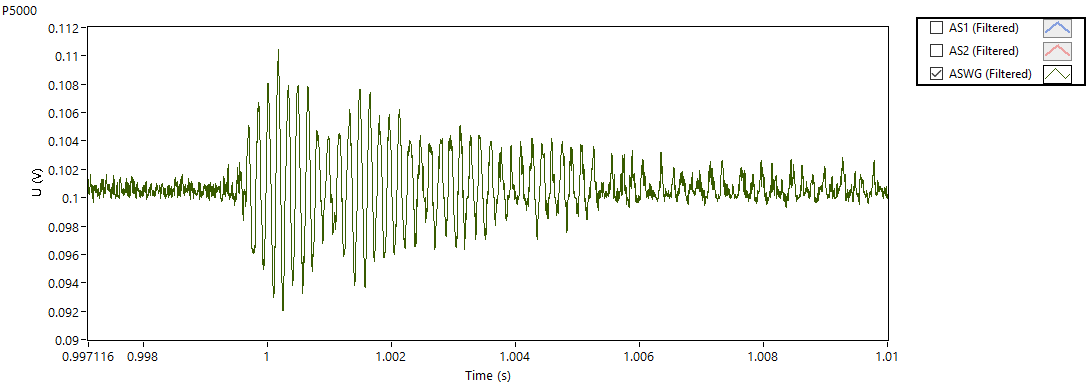 P5000
0.112
0.11
0.108
0.106
0.104
0.102
0.1
0.098
0.096
0.094
0.092
0.09
U (V)
0.997116 0.998 1 1.002 1.004 1.006 1.008 1.01
Time (s)
AS1 (Filtered)
AS2 (Filtered)
ASWG (Filtered)